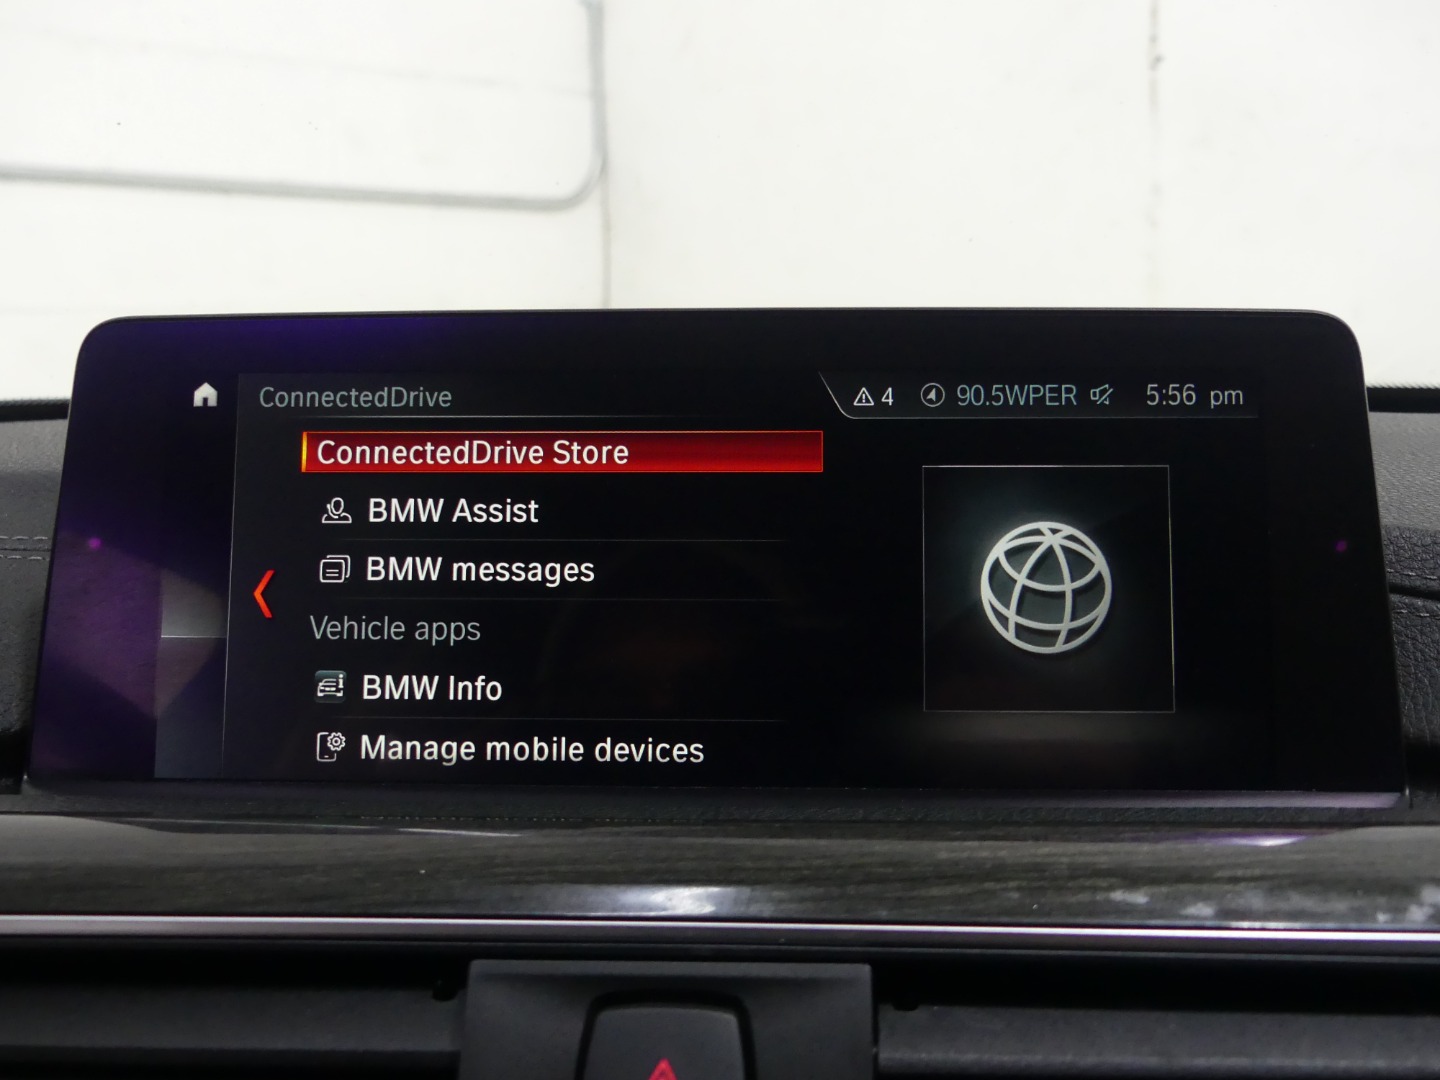 ConnectedDrive
4 90.5WPER 5:56 pm
ConnectedDrive Store
BMW Assist
BMW messages
Vehicle apps
BMW Info
Manage mobile devices